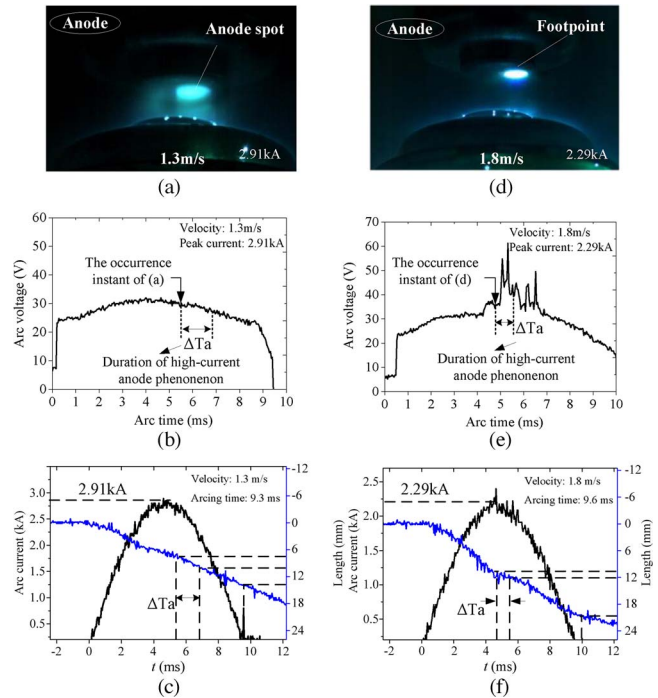 Anode
Anode spot
1.3m/s
2.91kA
(a)
Anode
Footpoint
1.8m/s
2.29kA
(d)
60
50
40
30
20
10
0
Arc voltage (V)
Velocity: 1.3m/s
Peak current: 2.91kA
The occurrence
instant of (a)
ΔTa
Duration of high-current
anode phenonenon
0 1 2 3 4 5 6 7 8 9 10
Arc time (ms)
(b)
70
60
50
40
30
20
10
0
Arc voltage (V)
Velocity: 1.8m/s
Peak current: 2.29kA
The occurrence
instant of (d)
ΔTa
Duration of high-current
anode phenonenon
0 1 2 3 4 5 6 7 8 9 10
Arc time (ms)
(e)
3.0
2.5
2.0
1.5
1.0
0.5
Arc current (kA)
2.91kA
Velocity: 1.3 m/s
Arcing time: 9.3 ms
ΔTa
-12
-6
0
6
12
18
24
Length (mm)
-2 0 2 4 6 8 10 12
t (ms)
(c)
2.5
2.0
1.5
1.0
0.5
Arc current (kA)
2.29kA
Velocity: 1.8 m/s
Arcing time: 9.6 ms
ΔTa
-12
-6
0
6
12
18
24
Length (mm)
-2 0 2 4 6 8 10 12
t (ms)
(f)